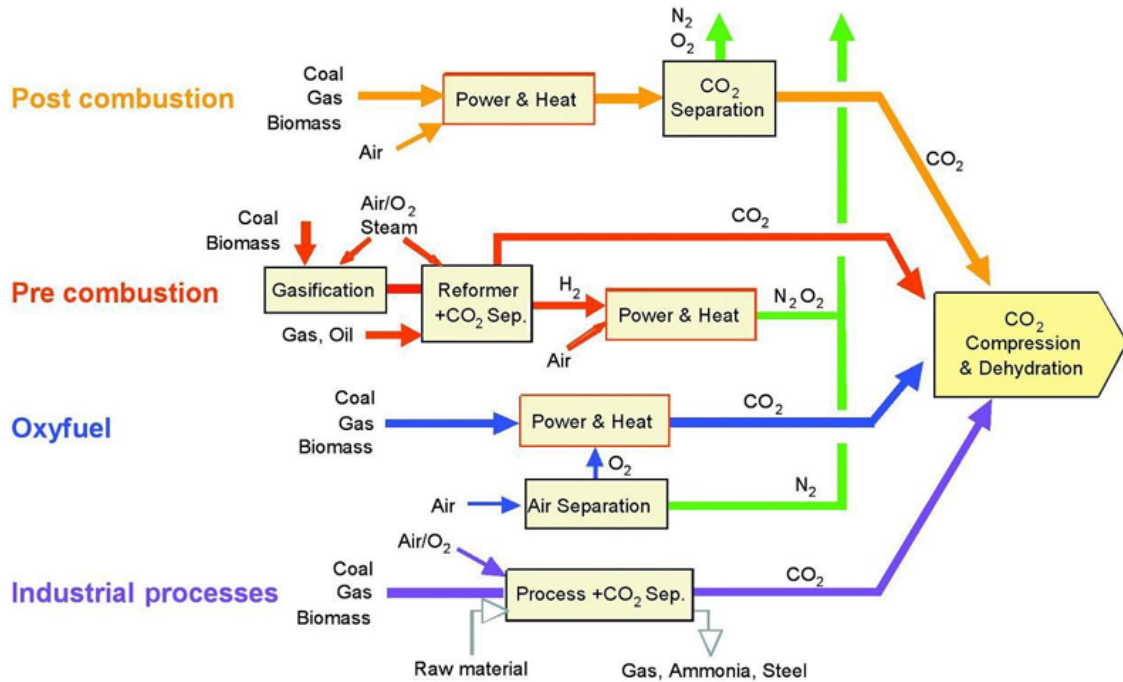 N₂
O₂
Post combustion
Coal
Gas
Biomass
Air
Power & Heat
CO₂
Separation
CO₂
Pre combustion
Coal
Biomass
Air/O₂
Steam
Gasification
Gas, Oil
Reformer
+CO₂ Sep.
H₂
Air
Power & Heat
CO₂
N₂ O₂
CO₂
Compression
& Dehydration
Oxyfuel
Coal
Gas
Biomass
Power & Heat
CO₂
O₂
Air
Air Separation
N₂
Industrial processes
Air/O₂
Coal
Gas
Biomass
Process +CO₂ Sep.
CO₂
Raw material
Gas, Ammonia, Steel